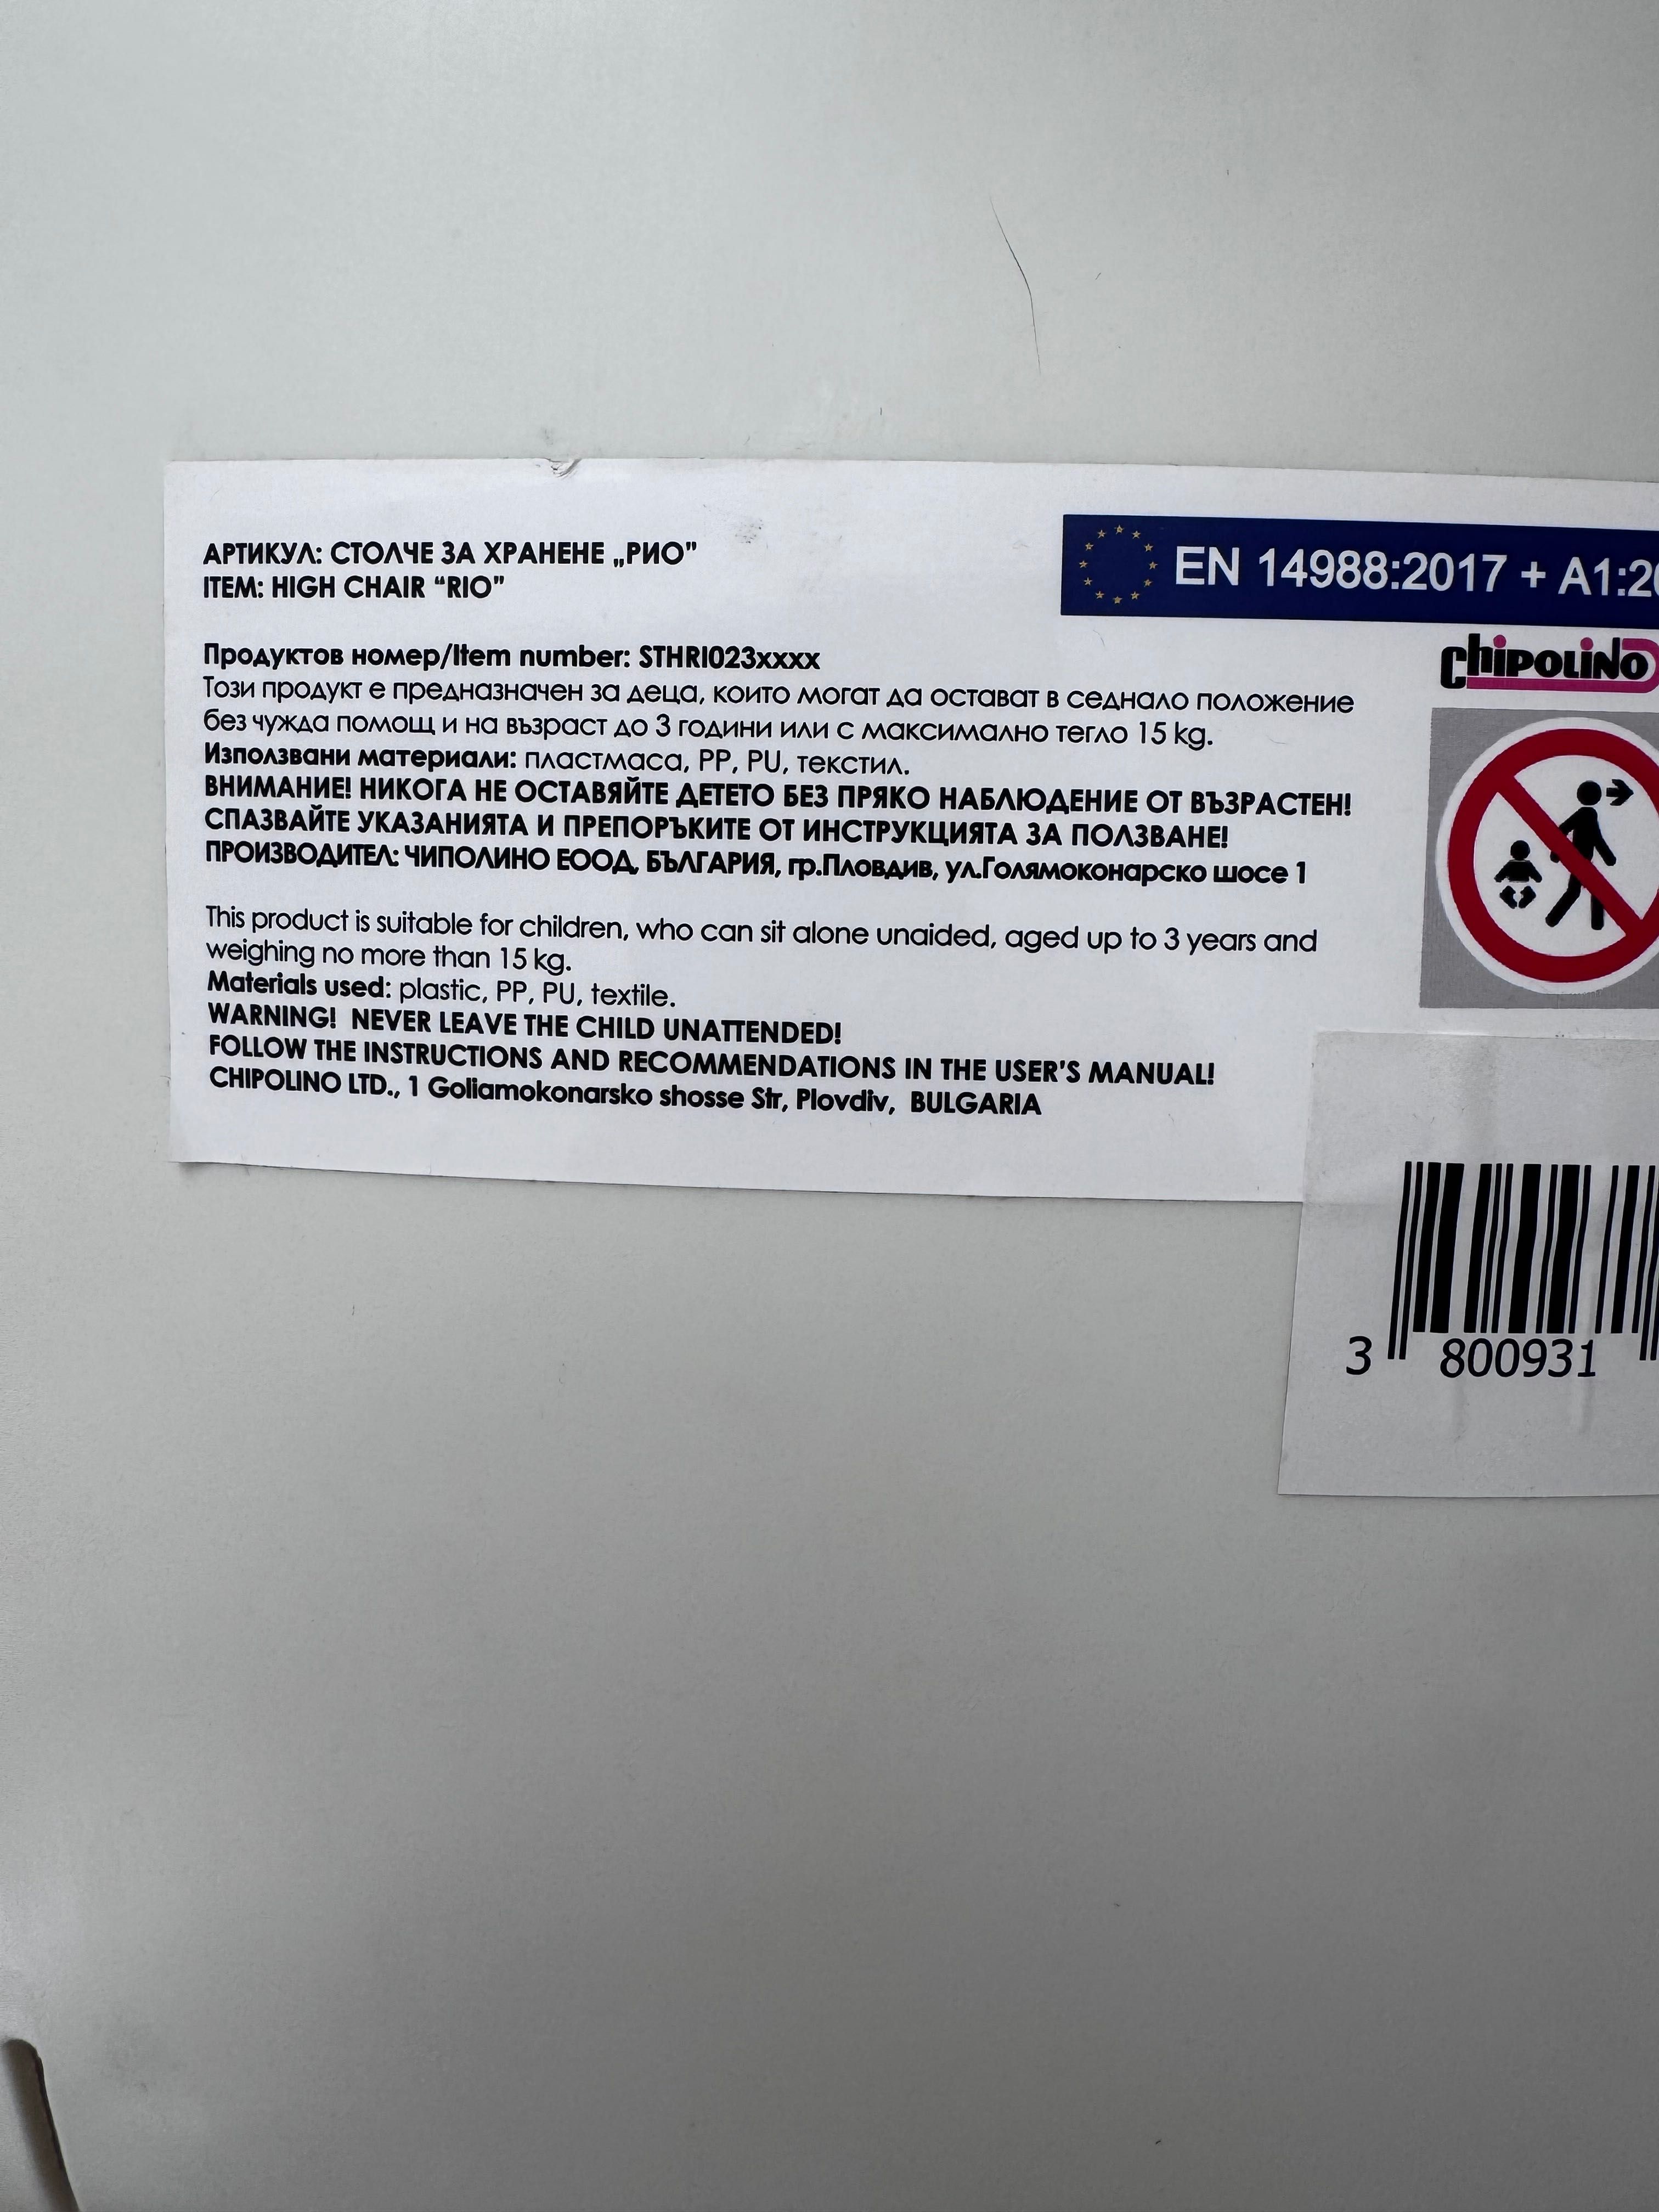 АРТИКУЛ: СТОЛЧЕ ЗА ХРАНЕНЕ „РИО"
ITEM: HIGH CHAIR “RIO”
EN 14988:2017 + A1:20
chipolino
Продуктов номер/Item number: STHRI023xxxx
Този продукт е предназначен за деца, които могат да остават в седнало положение
без чужда помощ и на възраст до 3 години или с максимално тегло 15 kg.
Използвани материали: пластмаса, PP, PU, текстил.
ВНИМАНИЕ! НИКОГА НЕ ОСТАВЯЙТЕ ДЕТЕТО БЕЗ ПРЯКО НАБЛЮДЕНИЕ ОТ ВЪЗРАСТЕН!
СПАЗВАЙТЕ УКАЗАНИЯТА И ПРЕПОРЪКИТЕ ОТ ИНСТРУКЦИЯТА ЗА ПОЛЗВАНЕ!
ПРОИЗВОДИТЕЛ: ЧИПОЛИНО ЕООД, БЪЛГАРИЯ, гр.Пловдив, ул.Голямоконарско шосе 1
This product is suitable for children, who can sit alone unaided, aged up to 3 years and
weighing no more than 15 kg.
Materials used: plastic, PP, PU, textile.
WARNING! NEVER LEAVE THE CHILD UNATTENDED!
FOLLOW THE INSTRUCTIONS AND RECOMMENDATIONS IN THE USER'S MANUAL!
CHIPOLINO LTD., 1 Goliamokonarsko shosse Str, Plovdiv, BULGARIA
3 800931